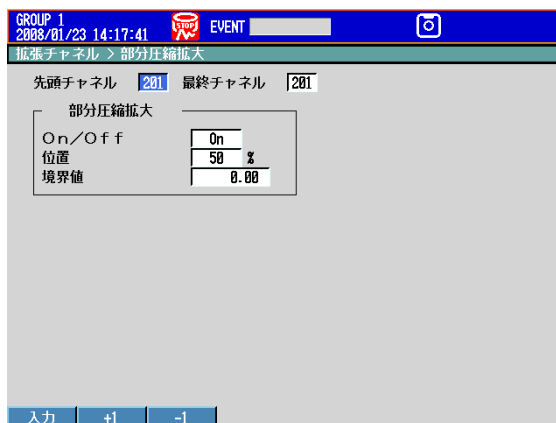 GROUP 1
2008/01/23 14:17:41 STOP EVENT
拡張チャネル > 部分圧縮拡大
先頭チャネル 201 最終チャネル 201
部分圧縮拡大
On/Off On
位置 50 %
境界値 0.00
入力 +1 -1